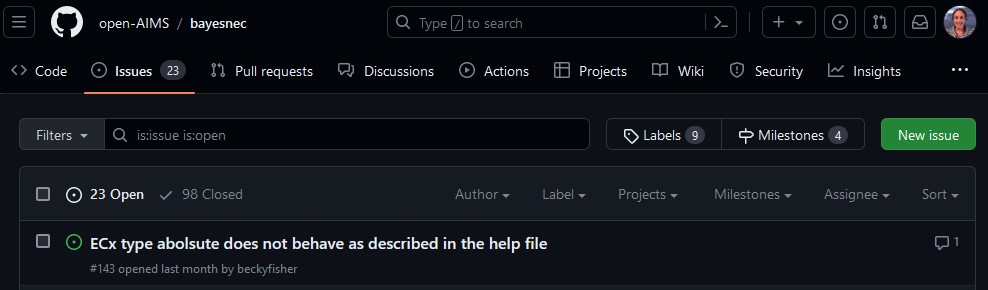 open-AIMS / bayesnec
Type / to search
Code Issues 23 Pull requests Discussions Actions Projects Wiki Security Insights ...
Filters is:issue is:open Labels 9 Milestones 4 New issue
23 Open 98 Closed Author Label Projects Milestones Assignee Sort
ECx type abolsute does not behave as described in the help file 1
#143 opened last month by beckyfisher